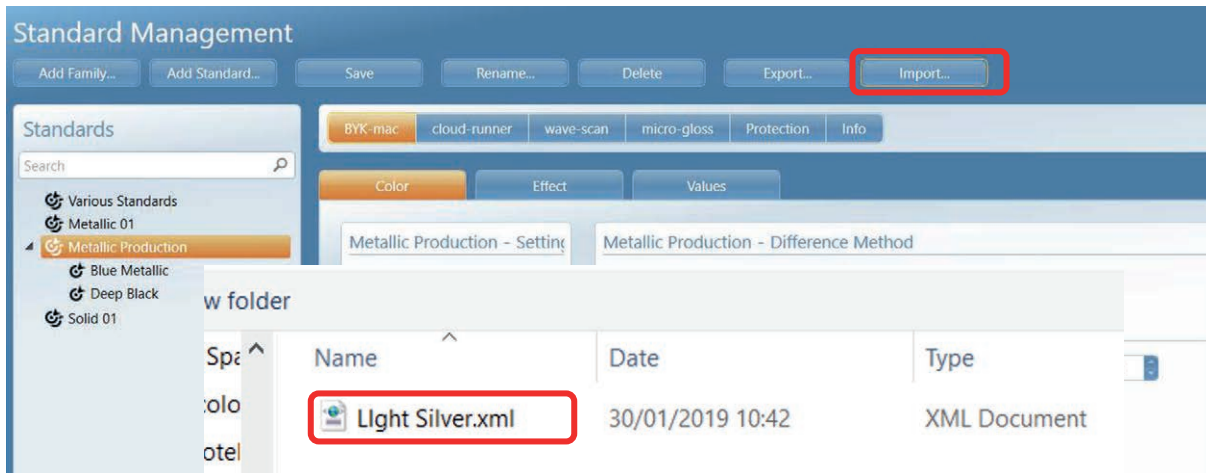 Standard Management
Add Family... Add Standard... Save Rename... Delete Export... Import...
Standards
BYK-mac cloud-runner wave-scan micro-gloss Protection Info
Search
Color Effect Values
Various Standards
Metallic 01
Metallic Production
Metallic Production - Setting Metallic Production - Difference Method
Blue Metallic
Deep Black
Solid 01
w folder
Spa
Name Date Type
colo
LIght Silver.xml 30/01/2019 10:42 XML Document
otel